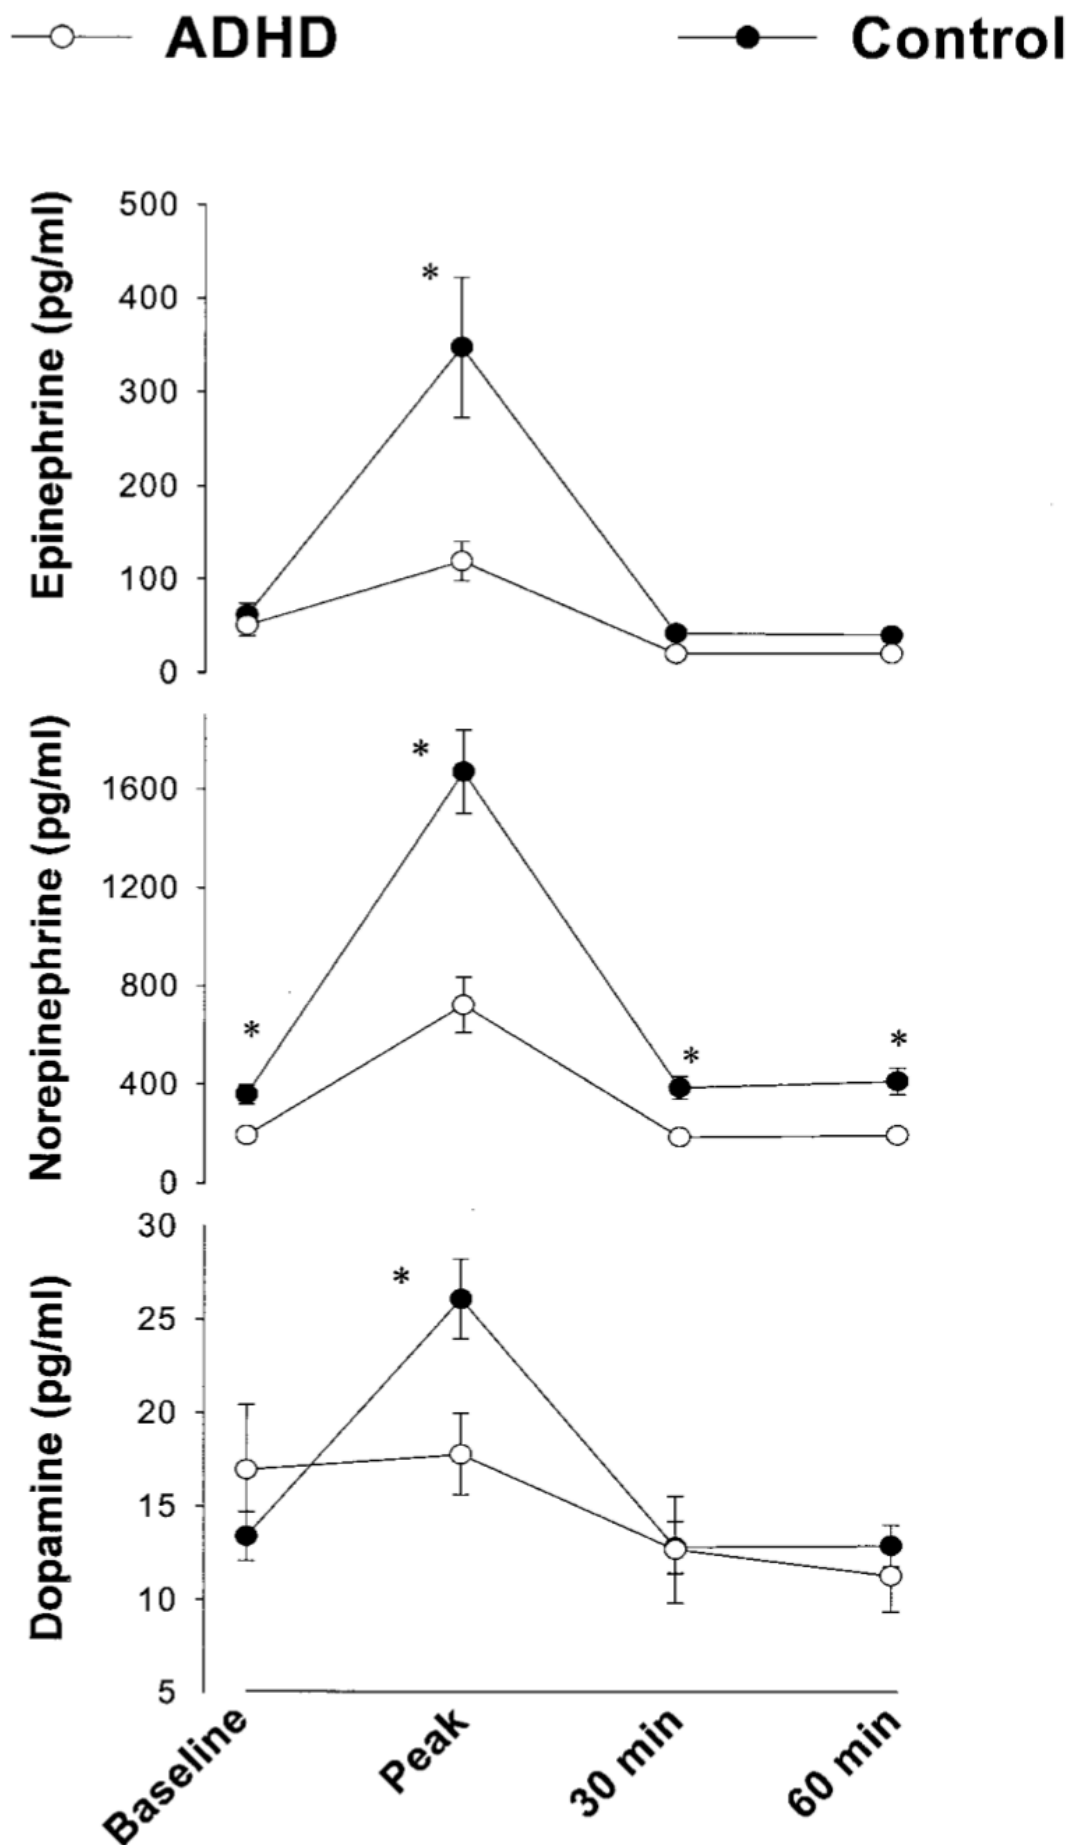 ADHD
Control
Epinephrine (pg/ml)
500
400
300
200
100
0
*
Norepinephrine (pg/ml)
1600
1200
800
400
0
*
*
*
*
Dopamine (pg/ml)
30
25
20
15
10
5
*
Baseline
Peak
30 min
60 min